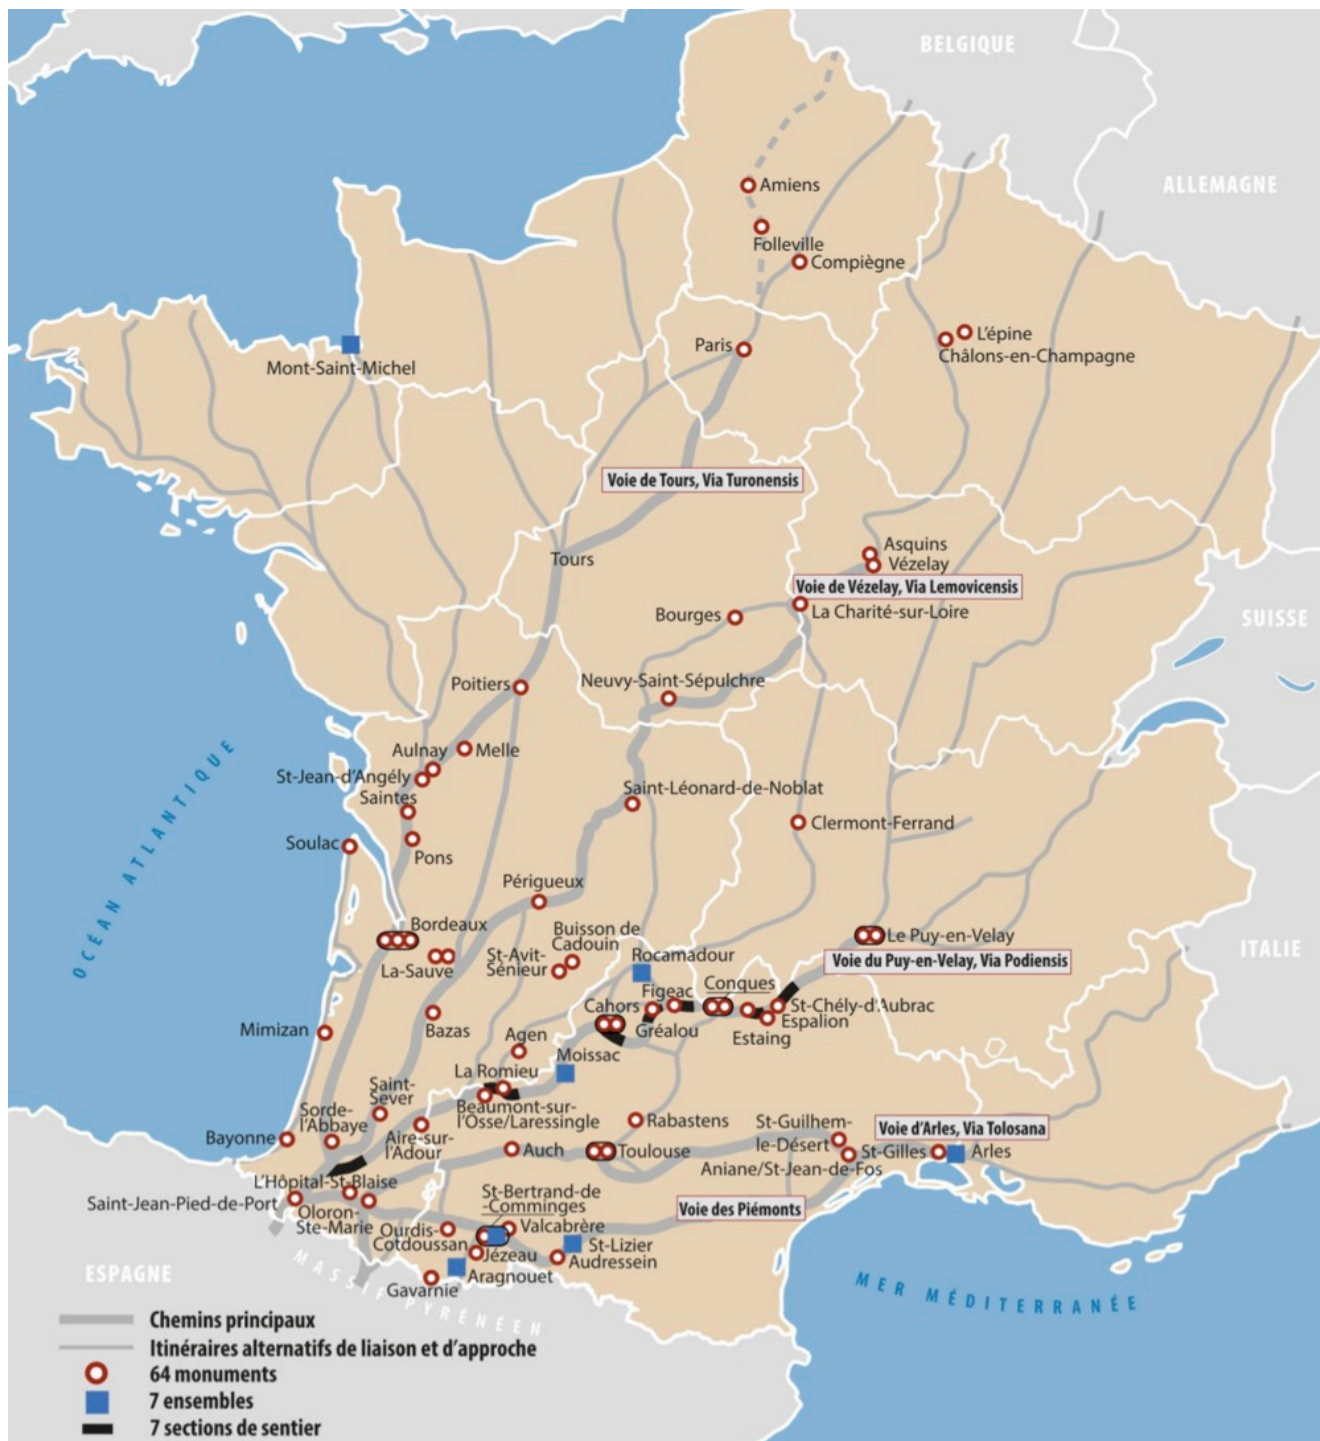 BELGIQUE
ALLEMAGNE
Amiens
Folleville
Compiègne
L'épine
Châlons-en-Champagne
Paris
Mont-Saint-Michel
Voie de Tours, Via Turonensis
Tours
Asquins
Vézelay
Voie de Vézelay, Via Lemovicensis
La Charité-sur-Loire
Bourges
SUISSE
Neuvy-Saint-Sépulchre
Poitiers
Aulnay
Melle
St-Jean-d'Angély
Saintes
Saint-Léonard-de-Noblat
Clermont-Ferrand
Soulac
Pons
OCÉAN ATLANTIQUE
Périgueux
Bordeaux
Buisson de
Cadouin
St-Avit-
Sénieur
La-Sauve
Rocamadour
Le Puy-en-Velay
ITALIE
Voie du Puy-en-Velay, Via Podiensis
Figeac
Conques
Cahors
Gréalou
St-Chély-d'Aubrac
Espalion
Estaing
Mimizan
Bazas
Agen
Moissac
La Romieu
Beaumont-sur-
l'Osse/Laressingle
Saint-
Sever
Sorde-
l'Abbaye
Bayonne
Aire-sur-
l'Adour
Auch
Rabastens
Toulouse
St-Guilhem-
le-Désert
Aniane/St-Jean-de-Fos
Voie d'Arles, Via Tolosana
St-Gilles
Arles
L'Hôpital-St-Blaise
Saint-Jean-Pied-de-Port
Oloron-
Ste-Marie
St-Bertrand-de
-Comminges
Voie des Piémonts
Ourdis-
Cotdoussan
Valcabrère
St-Lizier
Audressein
Jézeau
Aragnouet
Gavarnie
ESPAGNE
MASSIF PYRÉNÉEN
MER MÉDITERRANÉE
Chemins principaux
Itinéraires alternatifs de liaison et d'approche
64 monuments
7 ensembles
7 sections de sentier